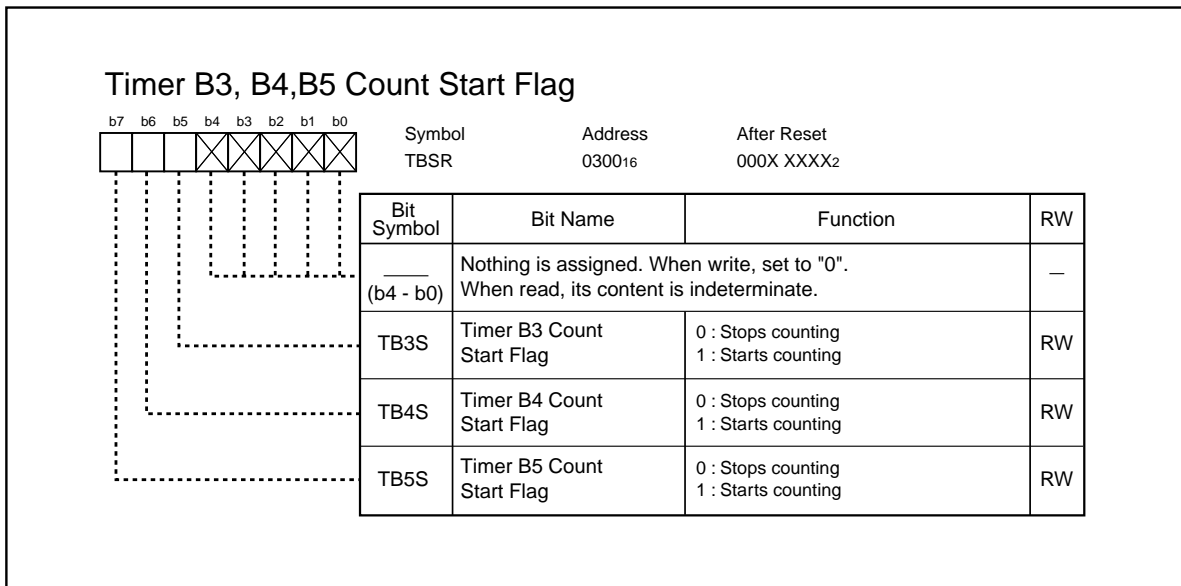 Timer B3, B4,B5 Count Start Flag
b7 b6 b5 b4 b3 b2 b1 b0
Symbol Address After Reset
TBSR 030016 000X XXXX2
Bit Symbol Bit Name Function RW
(b4 - b0) Nothing is assigned. When write, set to "0". —
When read, its content is indeterminate.
TB3S Timer B3 Count 0 : Stops counting RW
Start Flag 1 : Starts counting
TB4S Timer B4 Count 0 : Stops counting RW
Start Flag 1 : Starts counting
TB5S Timer B5 Count 0 : Stops counting RW
Start Flag 1 : Starts counting